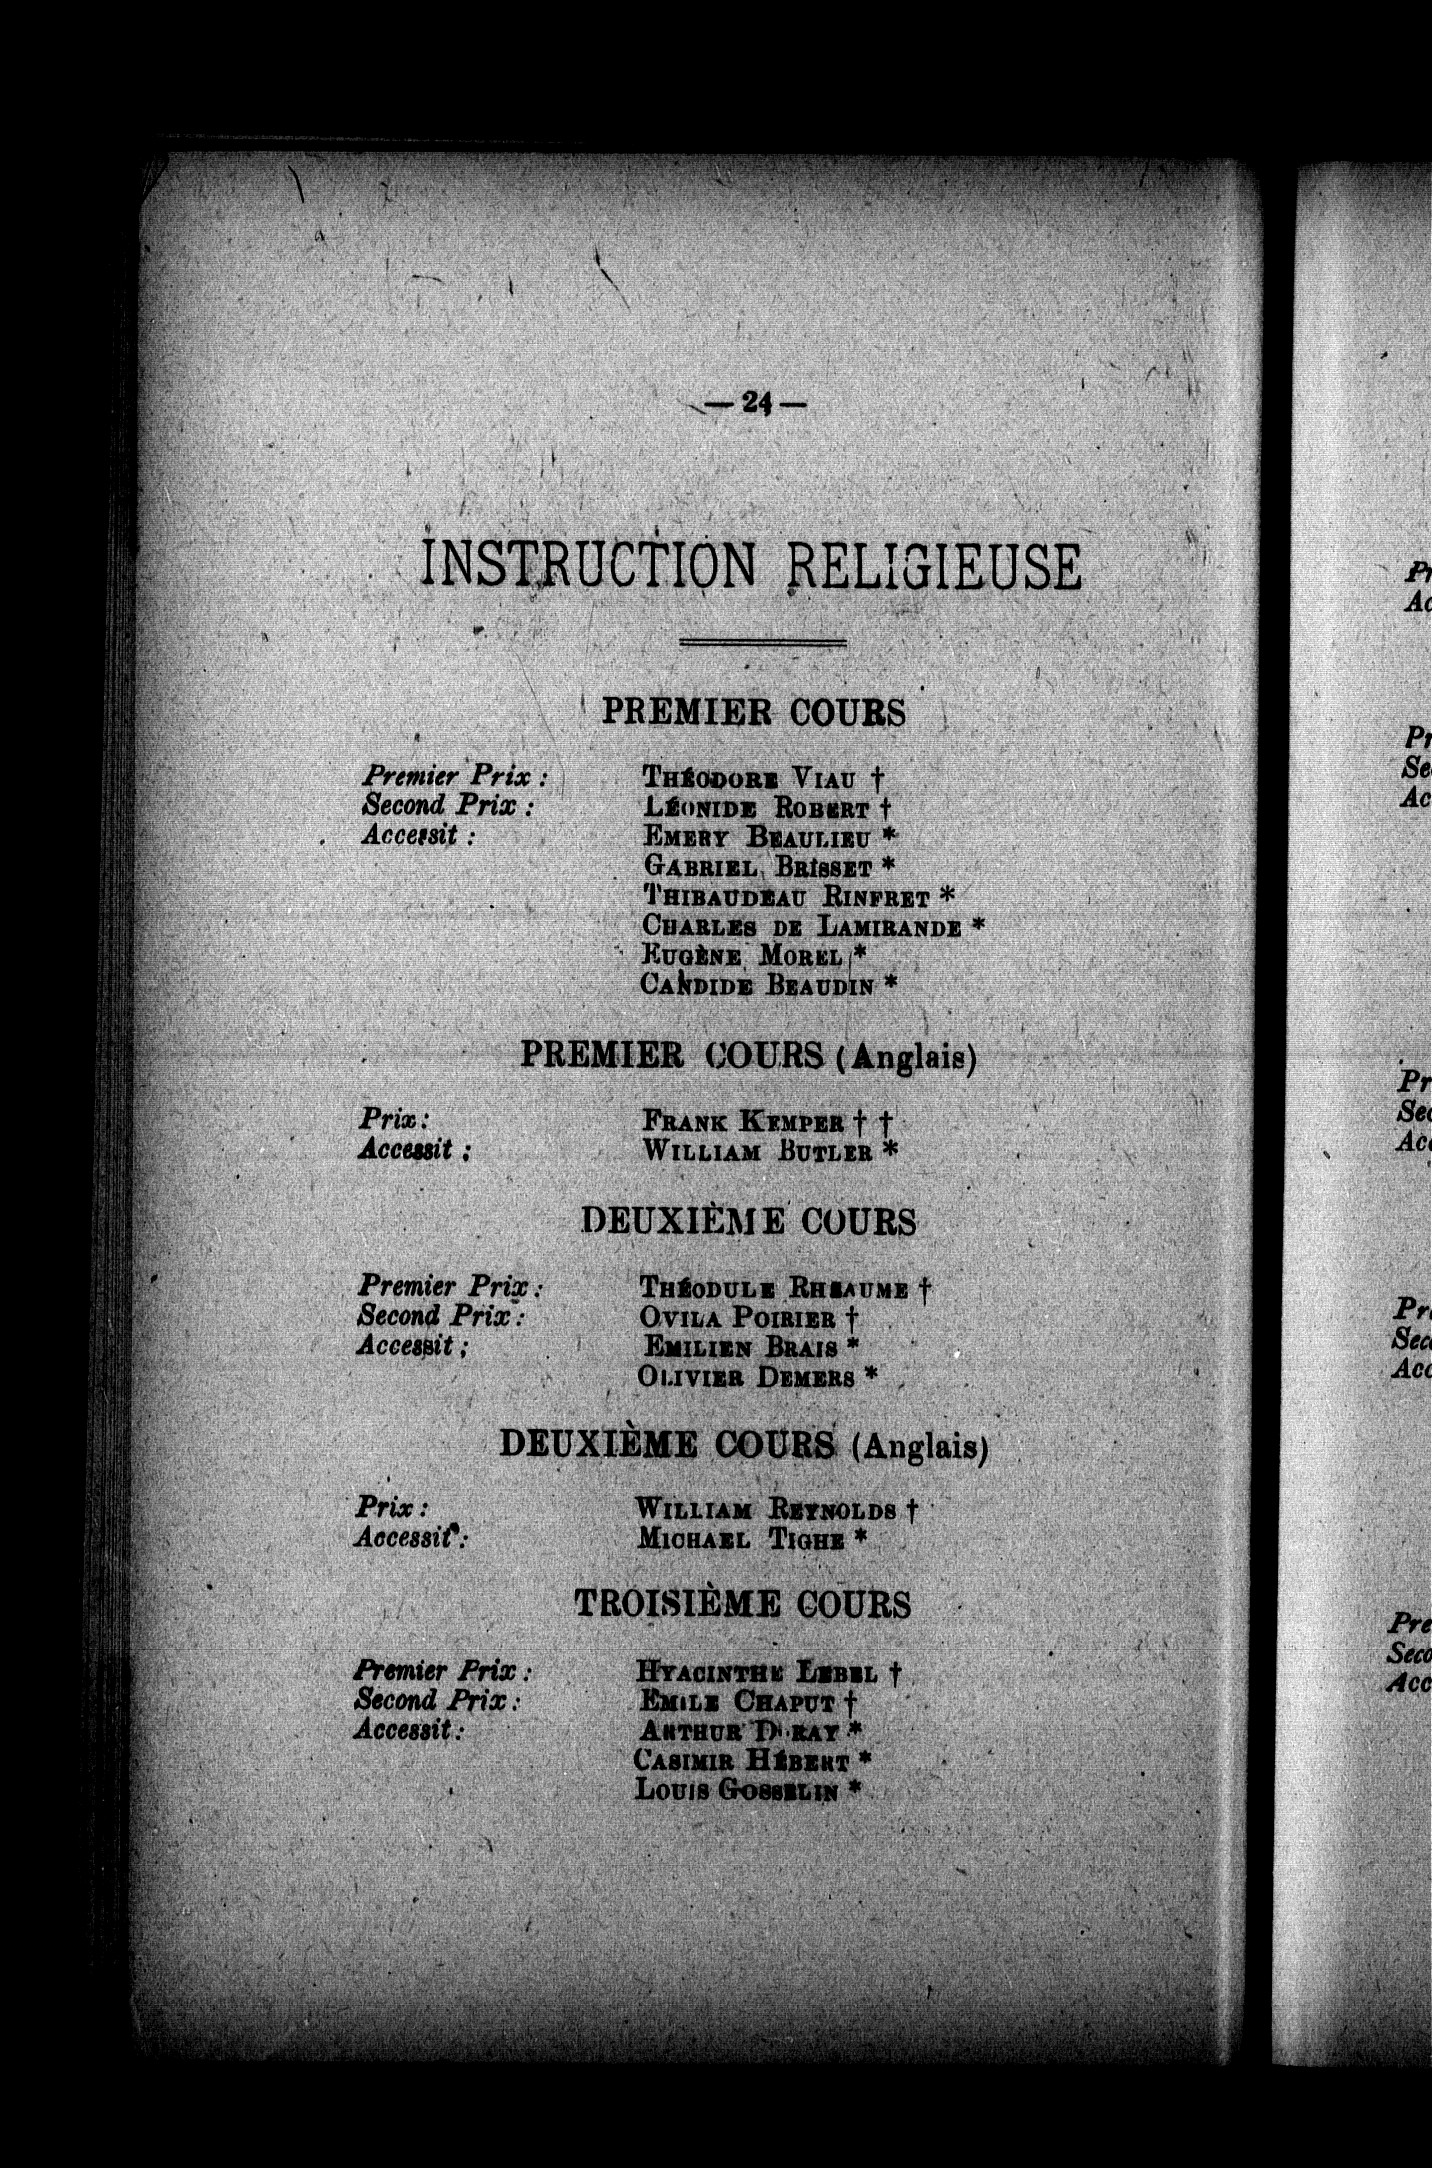 — 24 —
INSTRUCTION RELIGIEUSE
PREMIER COURS
Premier Prix : THÉODORE VIAU †
Second Prix : LÉONIDE ROBERT †
Accessit : EMERY BEAULIEU *
GABRIEL BRISSET *
THIBAUDEAU RINFRET *
CHARLES DE LAMIRANDE *
EUGÈNE MOREL *
CANDIDE BEAUDIN *
PREMIER COURS (Anglais)
Prix : FRANK KEMPER † †
Accessit : WILLIAM BUTLER *
DEUXIÈME COURS
Premier Prix : THÉODULE RHEAUME †
Second Prix : OVILA POIRIER †
Accessit : EMILIEN BRAIS *
OLIVIER DEMERS *
DEUXIÈME COURS (Anglais)
Prix : WILLIAM REYNOLDS †
Accessit : MICHAEL TIGHE *
TROISIÈME COURS
Premier Prix : HYACINTHE LEBEL †
Second Prix : EMILE CHAPUT †
Accessit : ARTHUR *
CASIMIR HÉBERT *
LOUIS GOSSELIN *